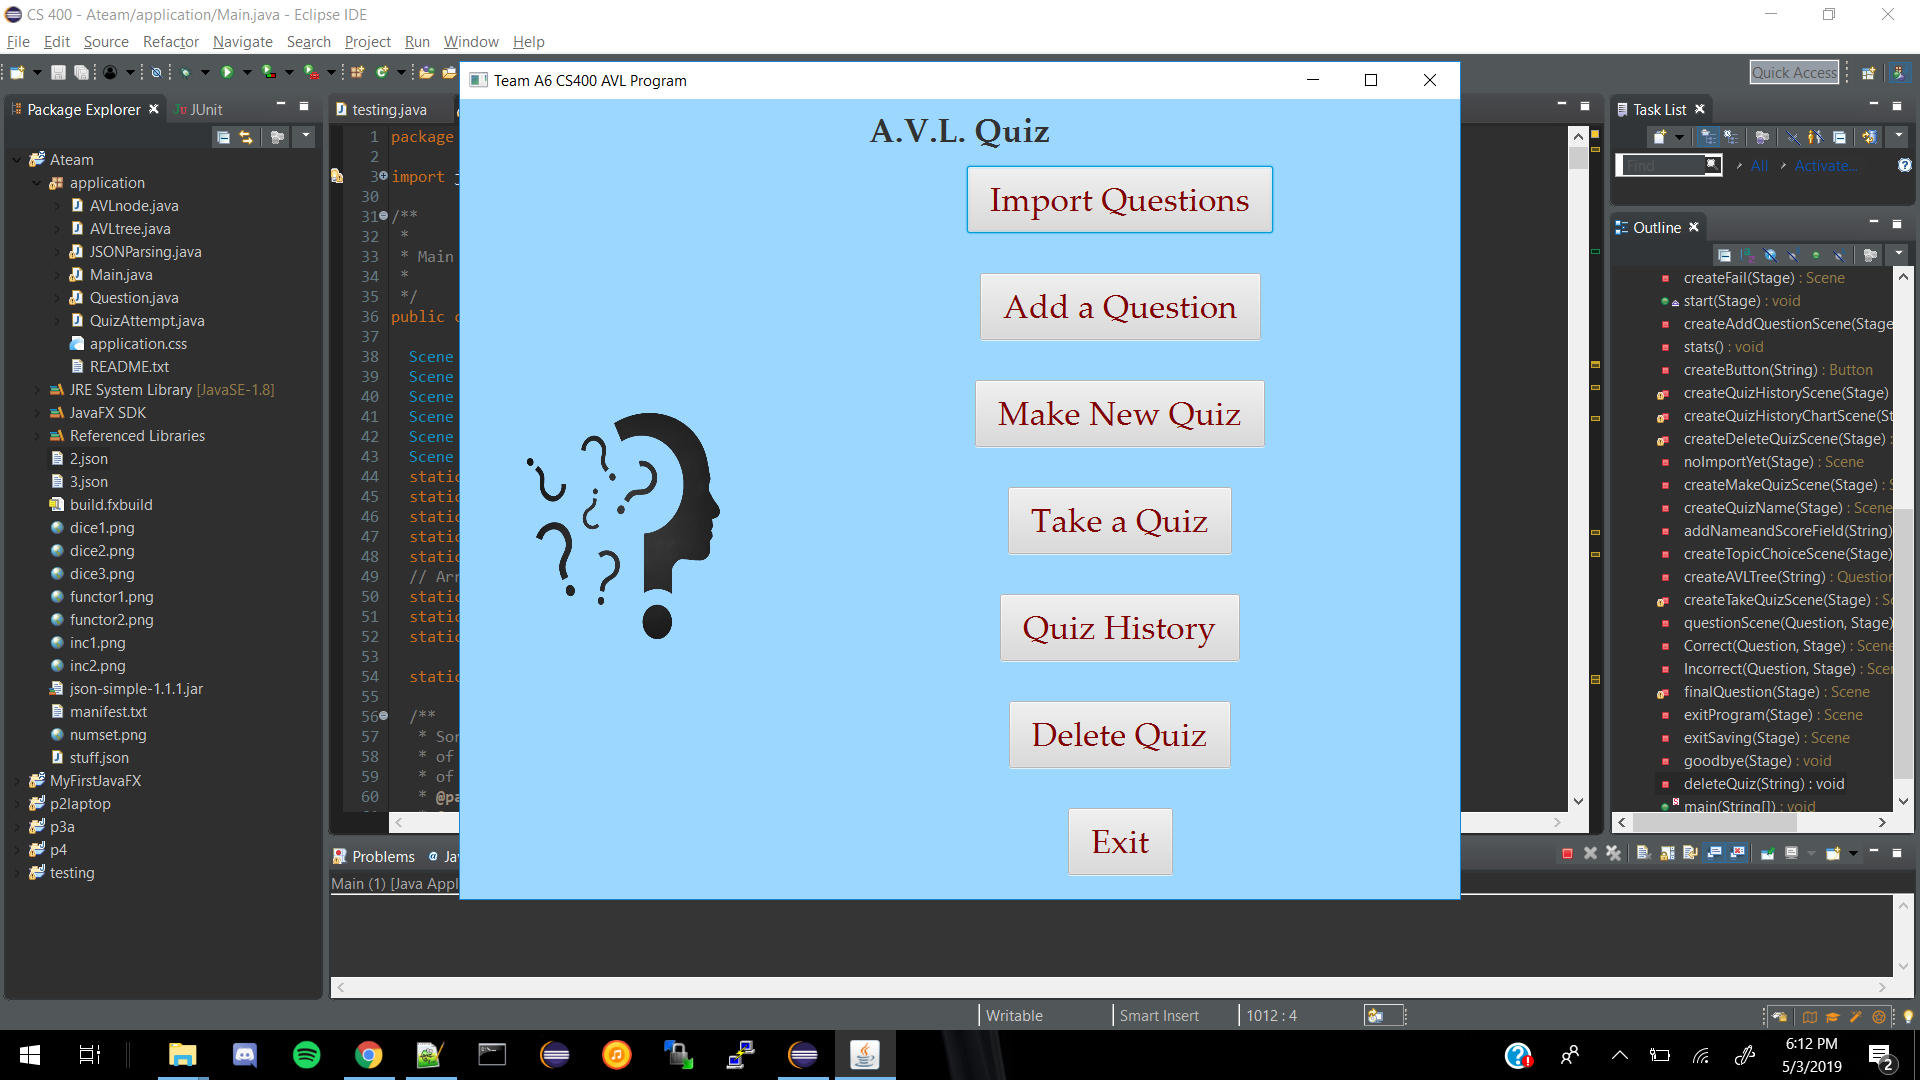 CS 400 - Ateam/application/Main.java - Eclipse IDE
File Edit Source Refactor Navigate Search Project Run Window Help
Quick Access
Package Explorer
JUnit
Ateam
application
AVLnode.java
AVLtree.java
JSONParsing.java
Main.java
Question.java
QuizAttempt.java
application.css
README.txt
JRE System Library [JavaSE-1.8]
JavaFX SDK
Referenced Libraries
2.json
3.json
build.fxbuild
dice1.png
dice2.png
dice3.png
functor1.png
functor2.png
inc1.png
inc2.png
json-simple-1.1.1.jar
manifest.txt
numset.png
stuff.json
MyFirstJavaFX
p2laptop
p3a
p4
testing
testing.java
1 package
2
3 import j
30
31 /**
32 *
33 * Main
34 *
35 */
36 public c
37
38 Scene
39 Scene
40 Scene
41 Scene
42 Scene
43 Scene
44 static
45 static
46 static
47 static
48 static
49 // Arr
50 static
51 static
52 static
53
54 static
55
56 /**
57 * Sor
58 * of
59 * of
60 * @pa
Team A6 CS400 AVL Program
A.V.L. Quiz
Import Questions
Add a Question
Make New Quiz
Take a Quiz
Quiz History
Delete Quiz
Exit
Problems
@ Ja
Main (1) [Java Appl
Task List
Find
All
Activate...
Outline
createFail(Stage) : Scene
start(Stage) : void
createAddQuestionScene(Stage
stats() : void
createButton(String) : Button
createQuizHistoryScene(Stage)
createQuizHistoryChartScene(St
createDeleteQuizScene(Stage) :
noImportYet(Stage) : Scene
createMakeQuizScene(Stage) : S
createQuizName(Stage) : Scene
addNameandScoreField(String)
createTopicChoiceScene(Stage)
createAVLTree(String) : Question
createTakeQuizScene(Stage) : Sc
questionScene(Question, Stage)
Correct(Question, Stage) : Scene
Incorrect(Question, Stage) : Scen
finalQuestion(Stage) : Scene
exitProgram(Stage) : Scene
exitSaving(Stage) : Scene
goodbye(Stage) : void
deleteQuiz(String) : void
main(String[]) : void
Writable
Smart Insert
1012 : 4
6:12 PM
5/3/2019
2